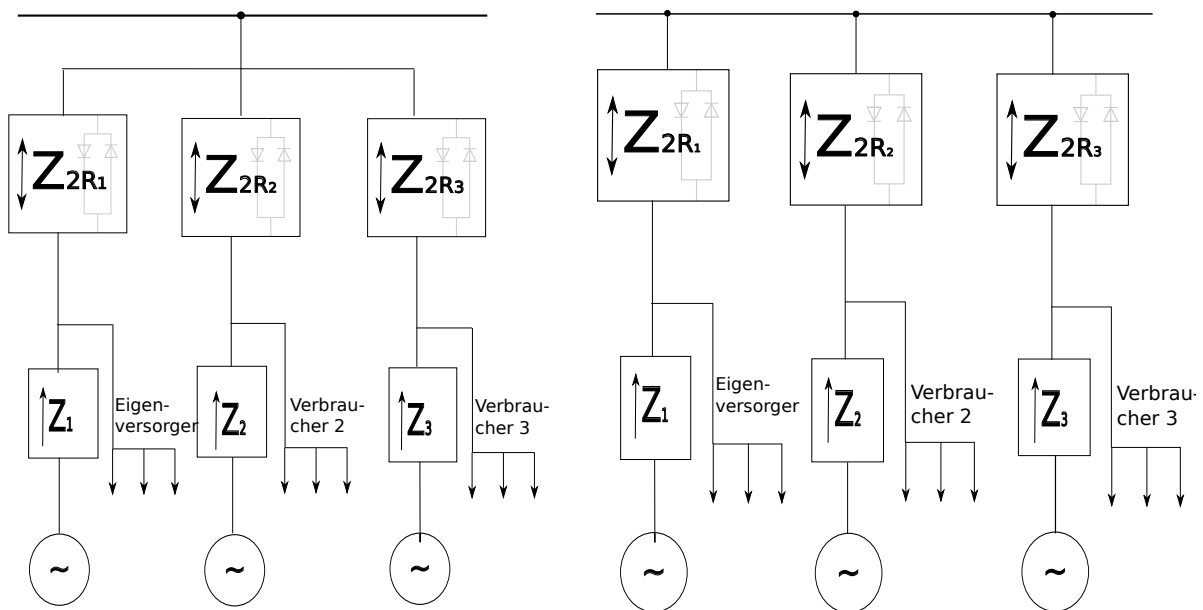 Z2R₁
Z2R₂
Z2R₃
Z₁
Eigen-
versorger
Z₂
Verbrau-
cher 2
Z₃
Verbrau-
cher 3
~
~
~
Z2R₁
Z2R₂
Z2R₃
Z₁
Eigen-
versorger
Z₂
Verbrau-
cher 2
Z₃
Verbrau-
cher 3
~
~
~